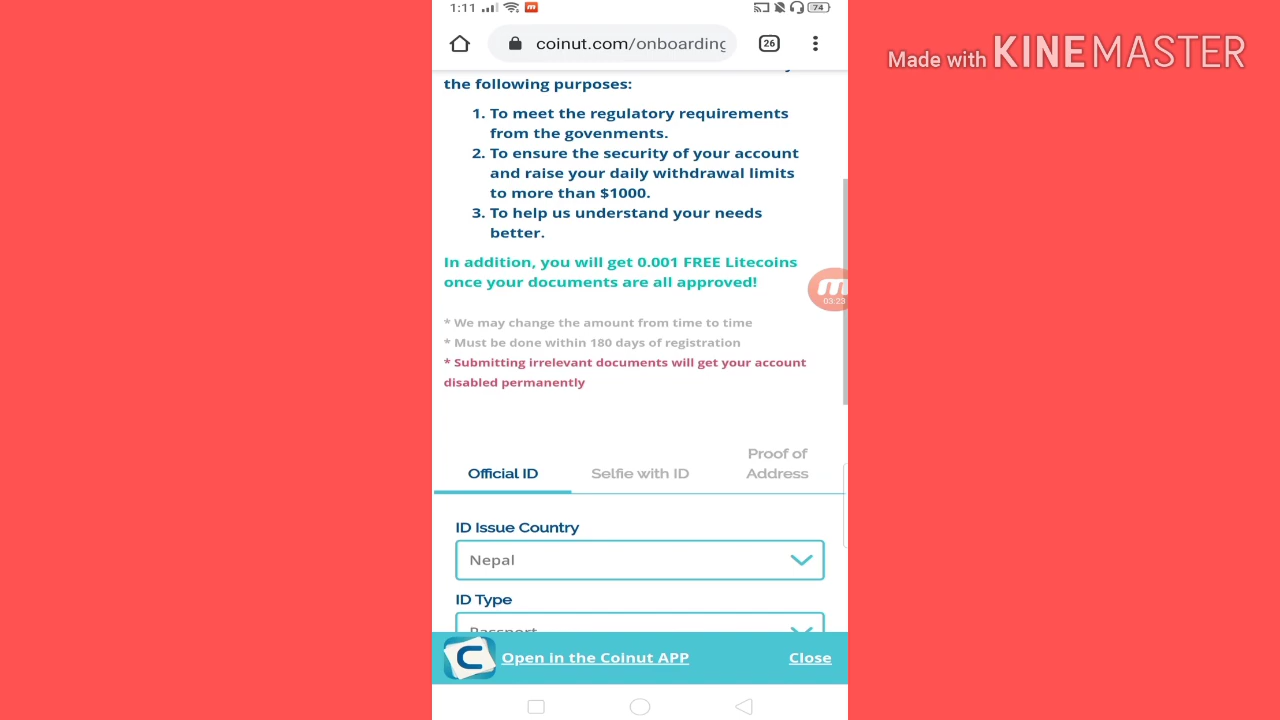 1:11
74
Made with KINEMASTER
coinut.com/onboarding
26
the following purposes:
1. To meet the regulatory requirements
from the govenments.
2. To ensure the security of your account
and raise your daily withdrawal limits
to more than $1000.
3. To help us understand your needs
better.
In addition, you will get 0.001 FREE Litecoins
once your documents are all approved!
03:23
* We may change the amount from time to time
* Must be done within 180 days of registration
* Submitting irrelevant documents will get your account
disabled permanently
Official ID
Selfie with ID
Proof of
Address
ID Issue Country
Nepal
ID Type
Passport
C
Open in the Coinut APP
Close